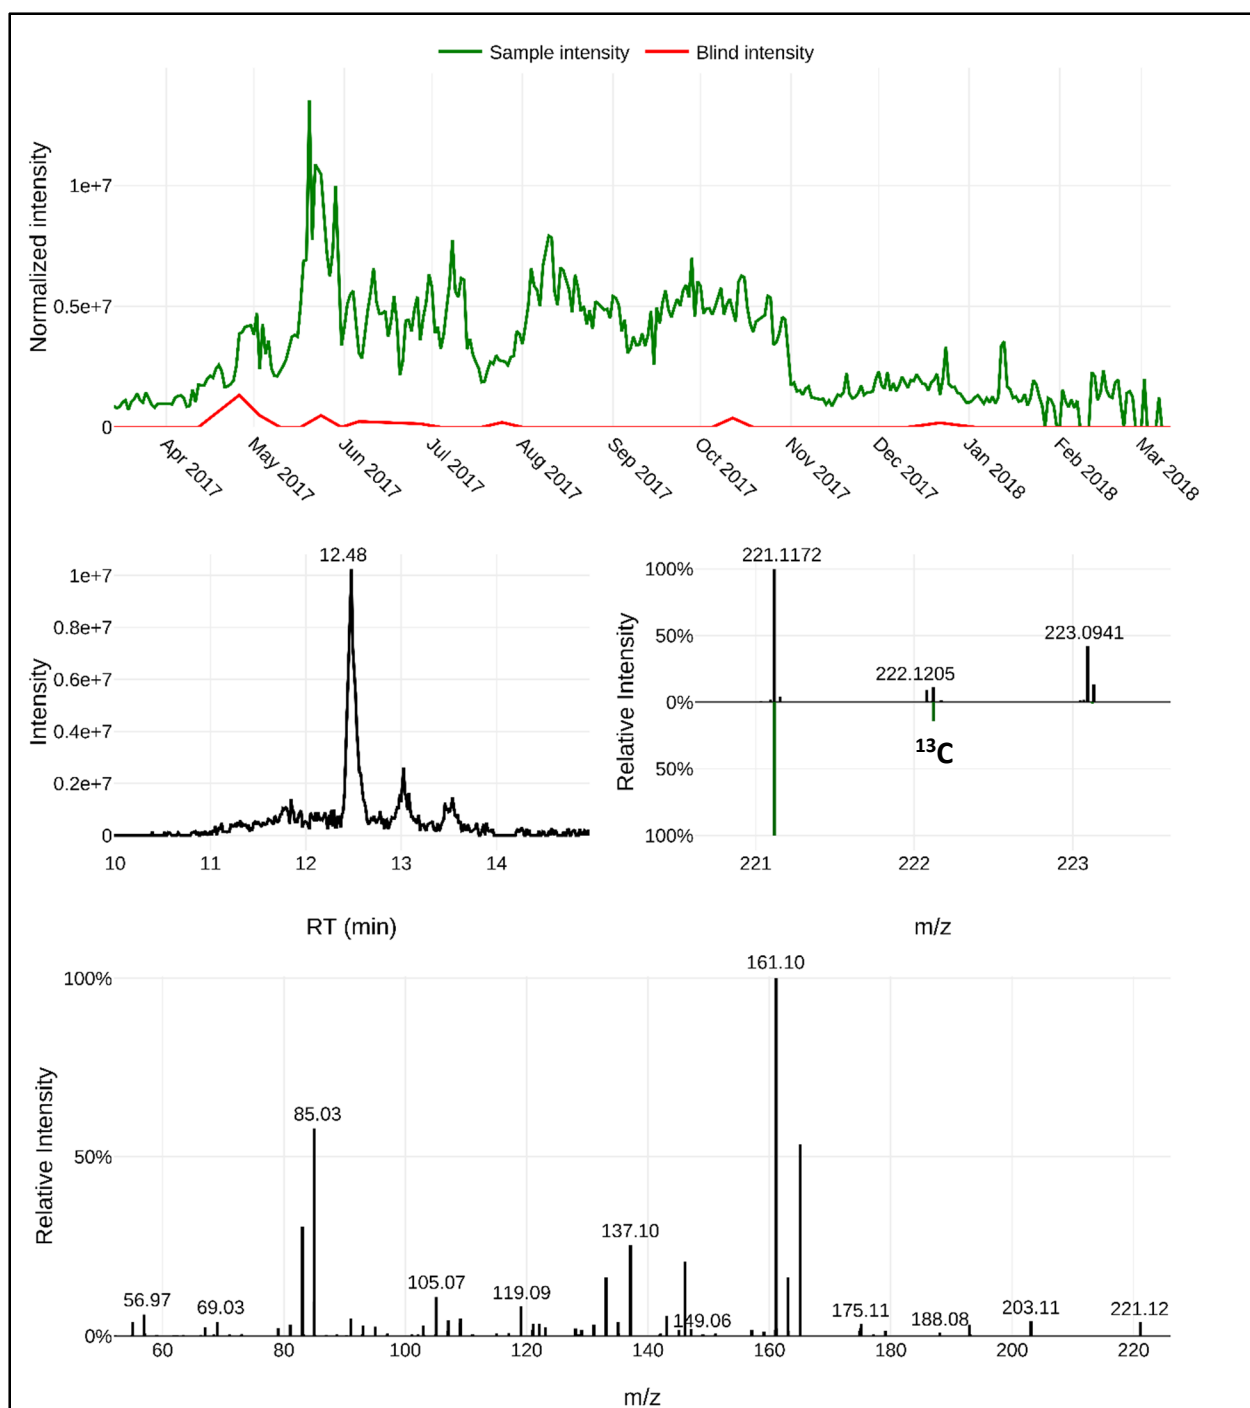 Sample intensity Blind intensity
Normalized intensity
1e+7
0.5e+7
0
Apr 2017 May 2017 Jun 2017 Jul 2017 Aug 2017 Sep 2017 Oct 2017 Nov 2017 Dec 2017 Jan 2018 Feb 2018 Mar 2018
Intensity
12.48
1e+7
0.8e+7
0.6e+7
0.4e+7
0.2e+7
0
10 11 12 13 14
RT (min)
Relative Intensity
221.1172
100%
223.0941
50%
222.1205
0%
13C
50%
100%
221 222 223
m/z
Relative Intensity
161.10
100%
85.03
50%
137.10
105.07
119.09
56.97 69.03 149.06 175.11 188.08 203.11 221.12
0%
60 80 100 120 140 160 180 200 220
m/z